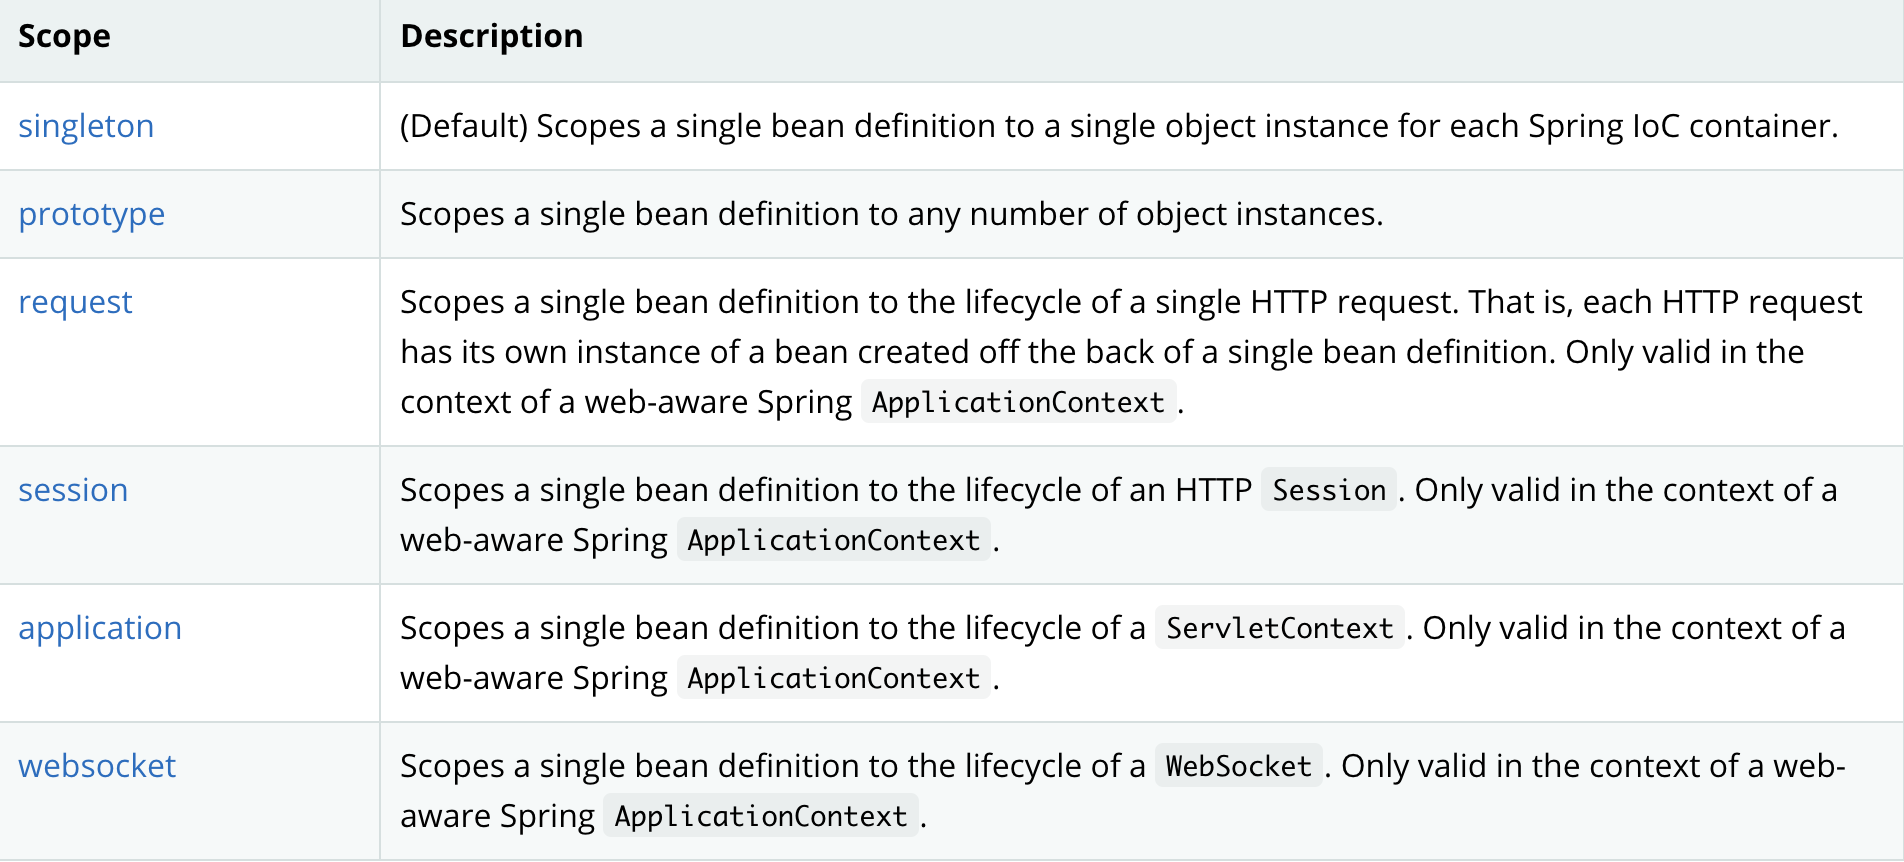 Scope Description
singleton (Default) Scopes a single bean definition to a single object instance for each Spring IoC container.
prototype Scopes a single bean definition to any number of object instances.
request Scopes a single bean definition to the lifecycle of a single HTTP request. That is, each HTTP request
has its own instance of a bean created off the back of a single bean definition. Only valid in the
context of a web-aware Spring ApplicationContext.
session Scopes a single bean definition to the lifecycle of an HTTP Session. Only valid in the context of a
web-aware Spring ApplicationContext.
application Scopes a single bean definition to the lifecycle of a ServletContext. Only valid in the context of a
web-aware Spring ApplicationContext.
websocket Scopes a single bean definition to the lifecycle of a WebSocket. Only valid in the context of a web-
aware Spring ApplicationContext.